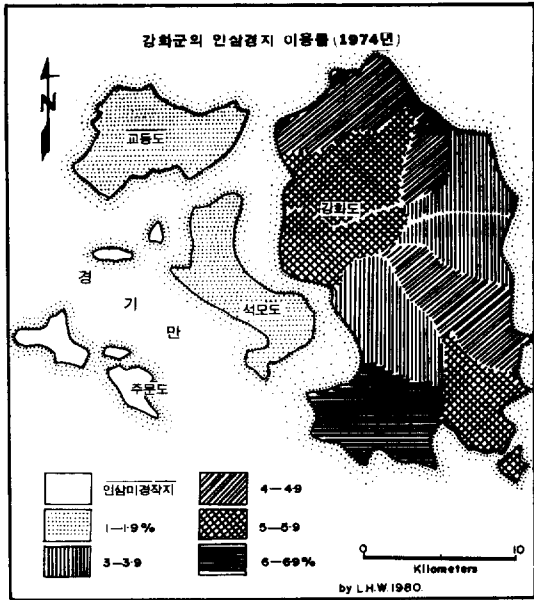 강화군의 인삼경지 이용률 (1974년)
N
교동도
강화도
경
기
만
석모도
주문도
인삼미경작지
1—1·9%
3—3·9
4—4·9
5—5·9
6—6·9%
0
10
Kilometers
by L.H.W. 1980.